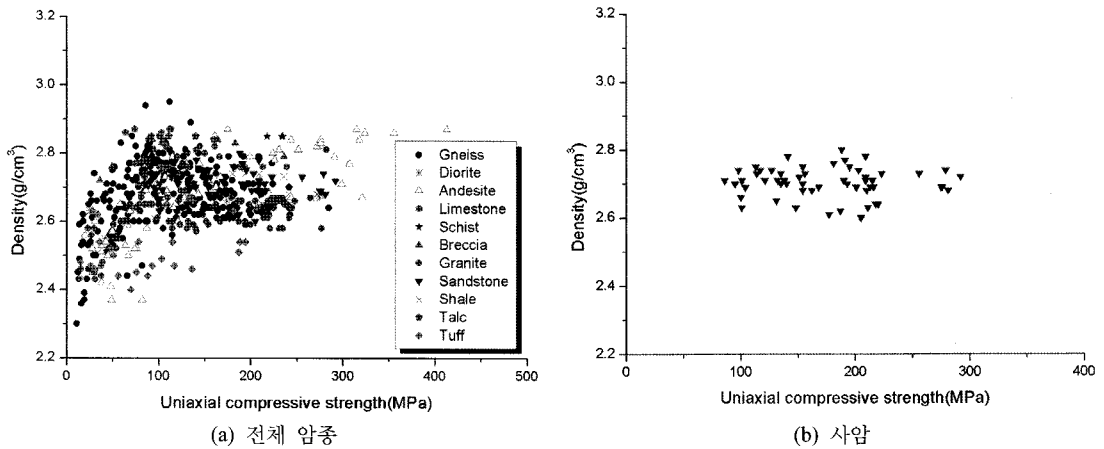 3.2
3.0
2.8
2.6
2.4
2.2
Density(g/cm³)
0
100
200
300
400
500
Uniaxial compressive strength(MPa)
Gneiss
Diorite
Andesite
Limestone
Schist
Breccia
Granite
Sandstone
Shale
Talc
Tuff
(a) 전체 암종
3.2
3.0
2.8
2.6
2.4
2.2
Density(g/cm³)
0
100
200
300
400
Uniaxial compressive strength(MPa)
(b) 사암